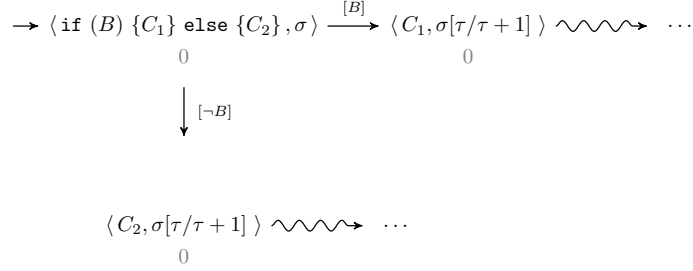 ⟨ if (B) {C₁} else {C₂} , σ ⟩ [B] ⟨ C₁, σ[τ/τ + 1] ⟩ ⋯
0 0
[¬B]
⟨ C₂, σ[τ/τ + 1] ⟩ ⋯
0